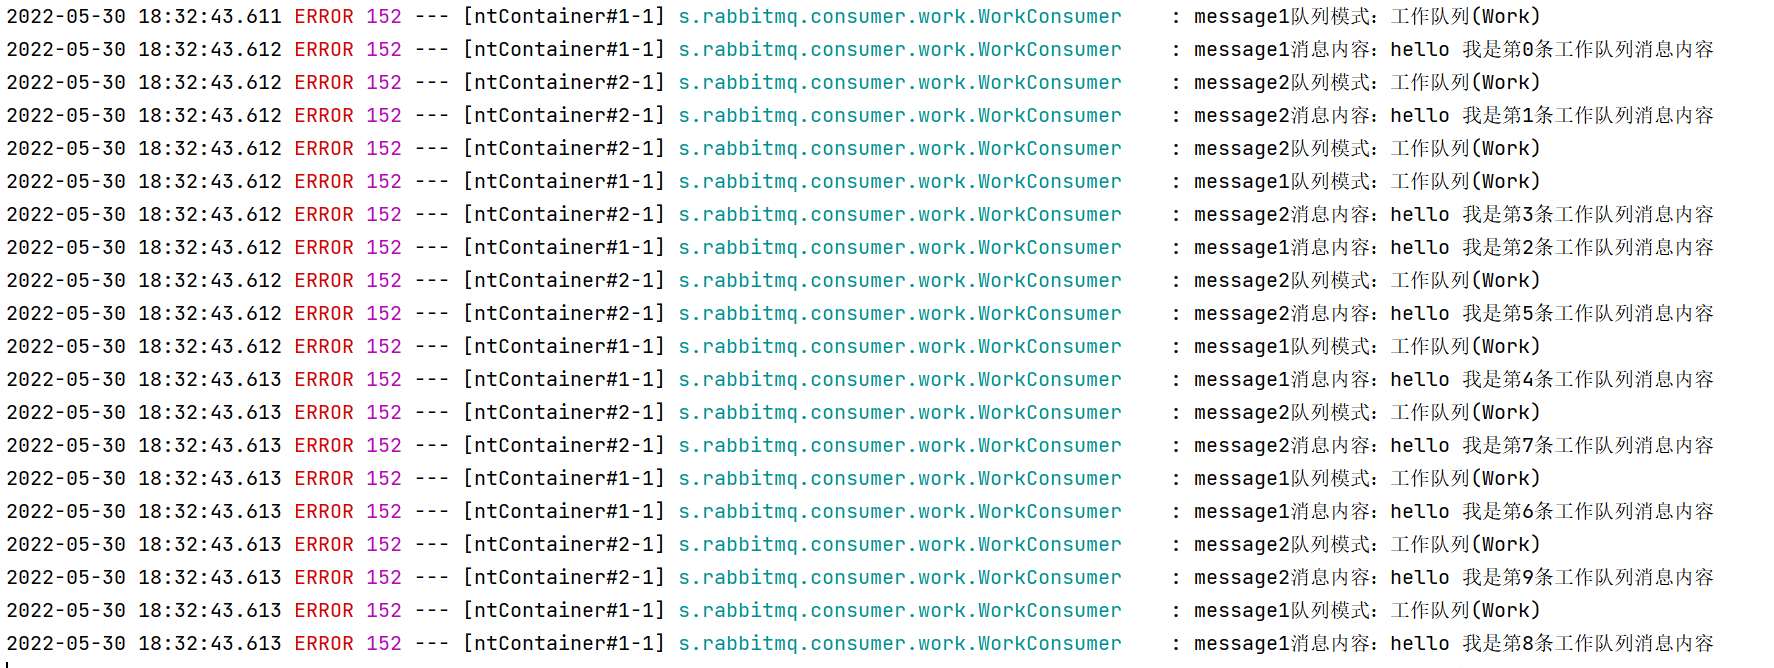 2022-05-30 18:32:43.611 ERROR 152 --- [ntContainer#1-1] s.rabbitmq.consumer.work.WorkConsumer    : message1队列模式：工作队列(Work)
2022-05-30 18:32:43.612 ERROR 152 --- [ntContainer#1-1] s.rabbitmq.consumer.work.WorkConsumer    : message1消息内容：hello 我是第0条工作队列消息内容
2022-05-30 18:32:43.612 ERROR 152 --- [ntContainer#2-1] s.rabbitmq.consumer.work.WorkConsumer    : message2队列模式：工作队列(Work)
2022-05-30 18:32:43.612 ERROR 152 --- [ntContainer#2-1] s.rabbitmq.consumer.work.WorkConsumer    : message2消息内容：hello 我是第1条工作队列消息内容
2022-05-30 18:32:43.612 ERROR 152 --- [ntContainer#2-1] s.rabbitmq.consumer.work.WorkConsumer    : message2队列模式：工作队列(Work)
2022-05-30 18:32:43.612 ERROR 152 --- [ntContainer#1-1] s.rabbitmq.consumer.work.WorkConsumer    : message1队列模式：工作队列(Work)
2022-05-30 18:32:43.612 ERROR 152 --- [ntContainer#2-1] s.rabbitmq.consumer.work.WorkConsumer    : message2消息内容：hello 我是第3条工作队列消息内容
2022-05-30 18:32:43.612 ERROR 152 --- [ntContainer#1-1] s.rabbitmq.consumer.work.WorkConsumer    : message1消息内容：hello 我是第2条工作队列消息内容
2022-05-30 18:32:43.612 ERROR 152 --- [ntContainer#2-1] s.rabbitmq.consumer.work.WorkConsumer    : message2队列模式：工作队列(Work)
2022-05-30 18:32:43.612 ERROR 152 --- [ntContainer#2-1] s.rabbitmq.consumer.work.WorkConsumer    : message2消息内容：hello 我是第5条工作队列消息内容
2022-05-30 18:32:43.612 ERROR 152 --- [ntContainer#1-1] s.rabbitmq.consumer.work.WorkConsumer    : message1队列模式：工作队列(Work)
2022-05-30 18:32:43.613 ERROR 152 --- [ntContainer#1-1] s.rabbitmq.consumer.work.WorkConsumer    : message1消息内容：hello 我是第4条工作队列消息内容
2022-05-30 18:32:43.613 ERROR 152 --- [ntContainer#2-1] s.rabbitmq.consumer.work.WorkConsumer    : message2队列模式：工作队列(Work)
2022-05-30 18:32:43.613 ERROR 152 --- [ntContainer#2-1] s.rabbitmq.consumer.work.WorkConsumer    : message2消息内容：hello 我是第7条工作队列消息内容
2022-05-30 18:32:43.613 ERROR 152 --- [ntContainer#1-1] s.rabbitmq.consumer.work.WorkConsumer    : message1队列模式：工作队列(Work)
2022-05-30 18:32:43.613 ERROR 152 --- [ntContainer#1-1] s.rabbitmq.consumer.work.WorkConsumer    : message1消息内容：hello 我是第6条工作队列消息内容
2022-05-30 18:32:43.613 ERROR 152 --- [ntContainer#2-1] s.rabbitmq.consumer.work.WorkConsumer    : message2队列模式：工作队列(Work)
2022-05-30 18:32:43.613 ERROR 152 --- [ntContainer#2-1] s.rabbitmq.consumer.work.WorkConsumer    : message2消息内容：hello 我是第9条工作队列消息内容
2022-05-30 18:32:43.613 ERROR 152 --- [ntContainer#1-1] s.rabbitmq.consumer.work.WorkConsumer    : message1队列模式：工作队列(Work)
2022-05-30 18:32:43.613 ERROR 152 --- [ntContainer#1-1] s.rabbitmq.consumer.work.WorkConsumer    : message1消息内容：hello 我是第8条工作队列消息内容